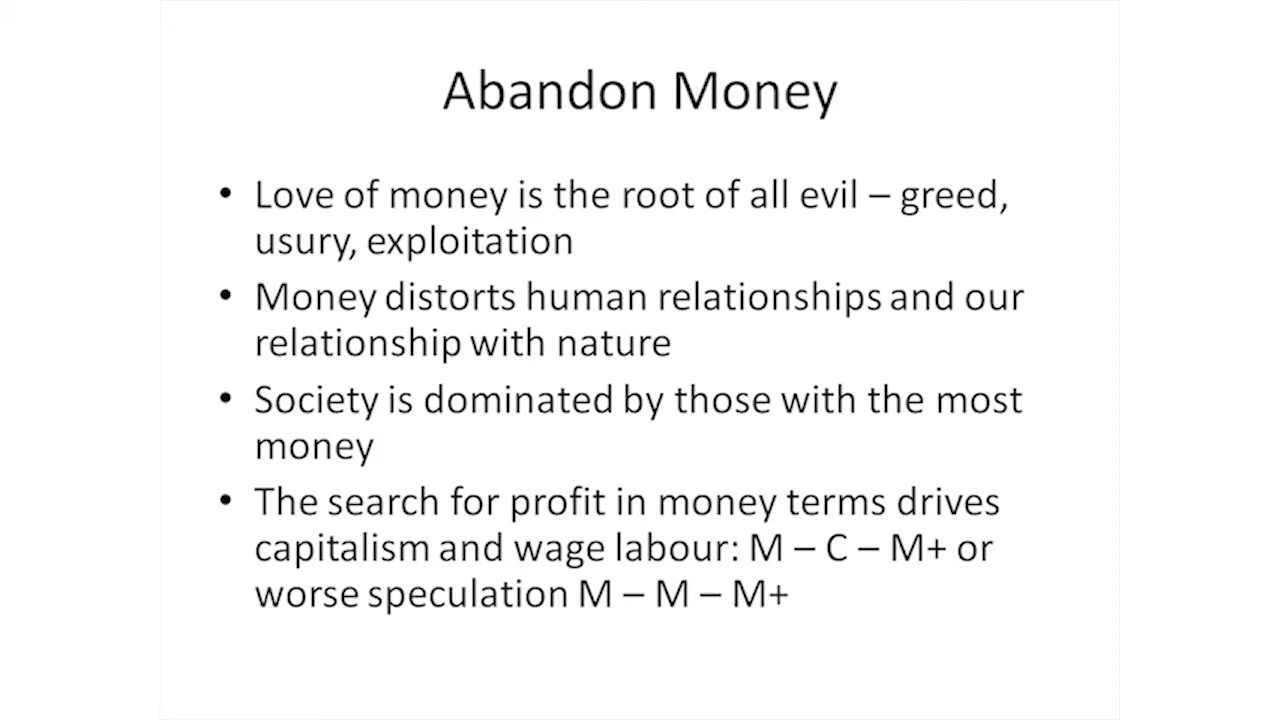 Abandon Money
• Love of money is the root of all evil – greed,
usury, exploitation
• Money distorts human relationships and our
relationship with nature
• Society is dominated by those with the most
money
• The search for profit in money terms drives
capitalism and wage labour: M – C – M+ or
worse speculation M – M – M+